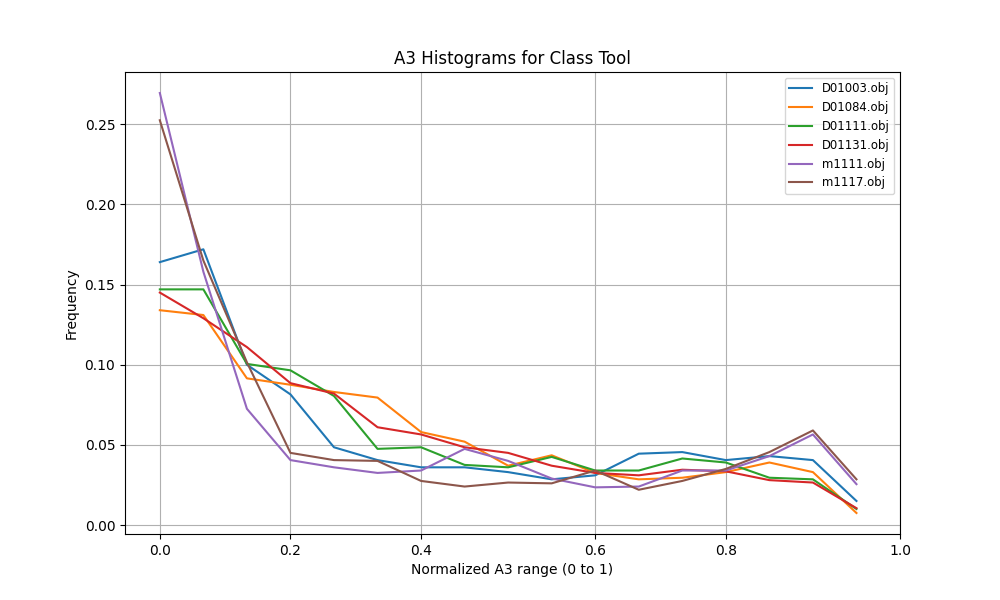 A3 Histograms for Class Tool
D01003.obj
D01084.obj
D01111.obj
D01131.obj
m1111.obj
m1117.obj
Frequency
0.25
0.20
0.15
0.10
0.05
0.00
0.0 0.2 0.4 0.6 0.8 1.0
Normalized A3 range (0 to 1)